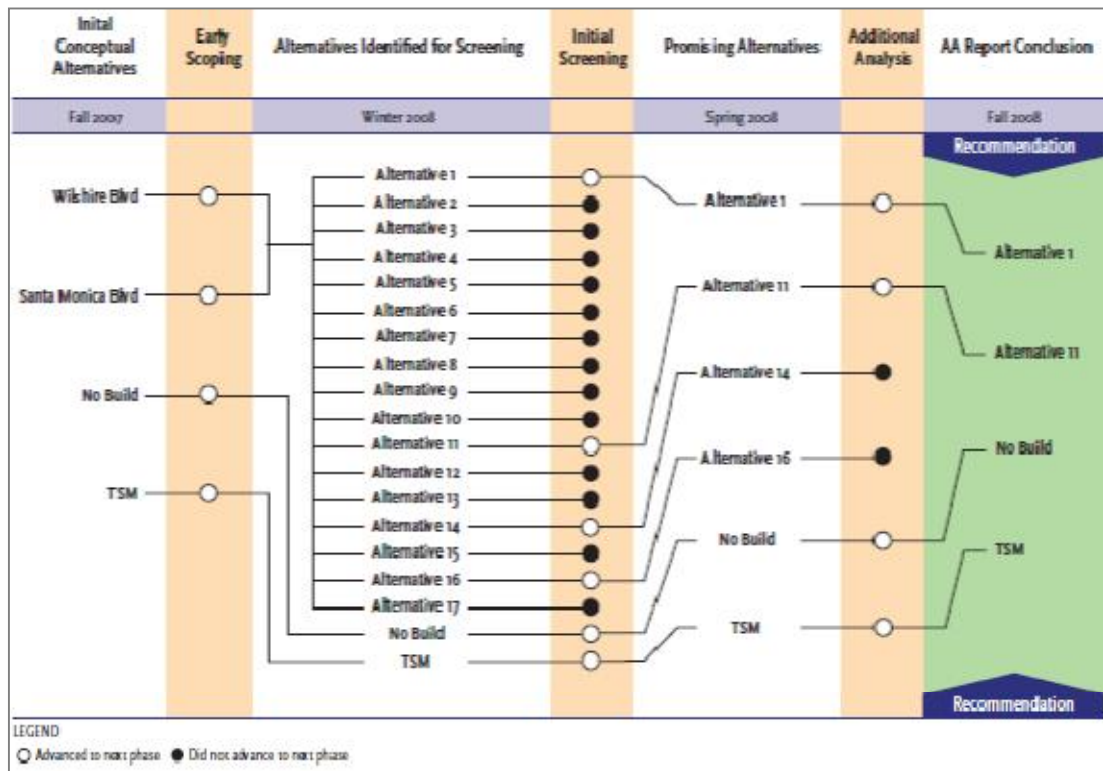 Inital Conceptual Alternatives
Early Scoping
Alternatives Identified for Screening
Initial Screening
Promising Alternatives
Additional Analysis
AA Report Conclusion
Fall 2007
Winter 2008
Spring 2008
Fall 2008
Recommendation
Wilshire Blvd
Santa Monica Blvd
No Build
TSM
Alternative 1
Alternative 2
Alternative 3
Alternative 4
Alternative 5
Alternative 6
Alternative 7
Alternative 8
Alternative 9
Alternative 10
Alternative 11
Alternative 12
Alternative 13
Alternative 14
Alternative 15
Alternative 16
Alternative 17
No Build
TSM
Alternative 1
Alternative 11
Alternative 14
Alternative 16
No Build
TSM
Alternative 1
Alternative 11
No Build
TSM
Recommendation
LEGEND
Advanced to next phase
Did not advance to next phase